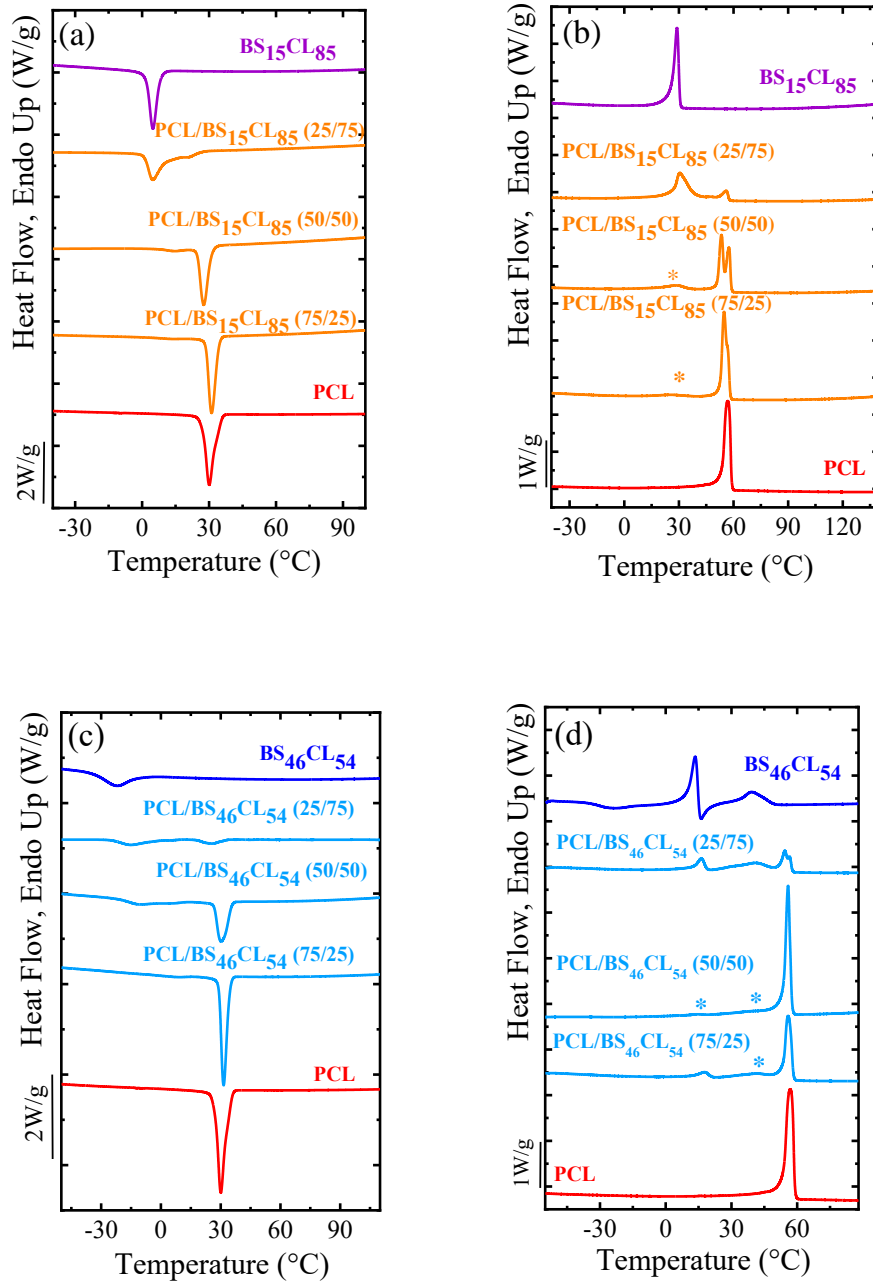 (a)
BS15CL85
PCL/BS15CL85 (25/75)
PCL/BS15CL85 (50/50)
PCL/BS15CL85 (75/25)
PCL
2W/g
Heat Flow, Endo Up (W/g)
-30 0 30 60 90
Temperature (°C)
(b)
BS15CL85
PCL/BS15CL85 (25/75)
PCL/BS15CL85 (50/50)
*
PCL/BS15CL85 (75/25)
*
PCL
1W/g
Heat Flow, Endo Up (W/g)
-30 0 30 60 90 120
Temperature (°C)
(c)
BS46CL54
PCL/BS46CL54 (25/75)
PCL/BS46CL54 (50/50)
PCL/BS46CL54 (75/25)
PCL
2W/g
Heat Flow, Endo Up (W/g)
-30 0 30 60 90
Temperature (°C)
(d)
BS46CL54
PCL/BS46CL54 (25/75)
PCL/BS46CL54 (50/50)
* *
PCL/BS46CL54 (75/25)
*
PCL
1W/g
Heat Flow, Endo Up (W/g)
-30 0 30 60
Temperature (°C)